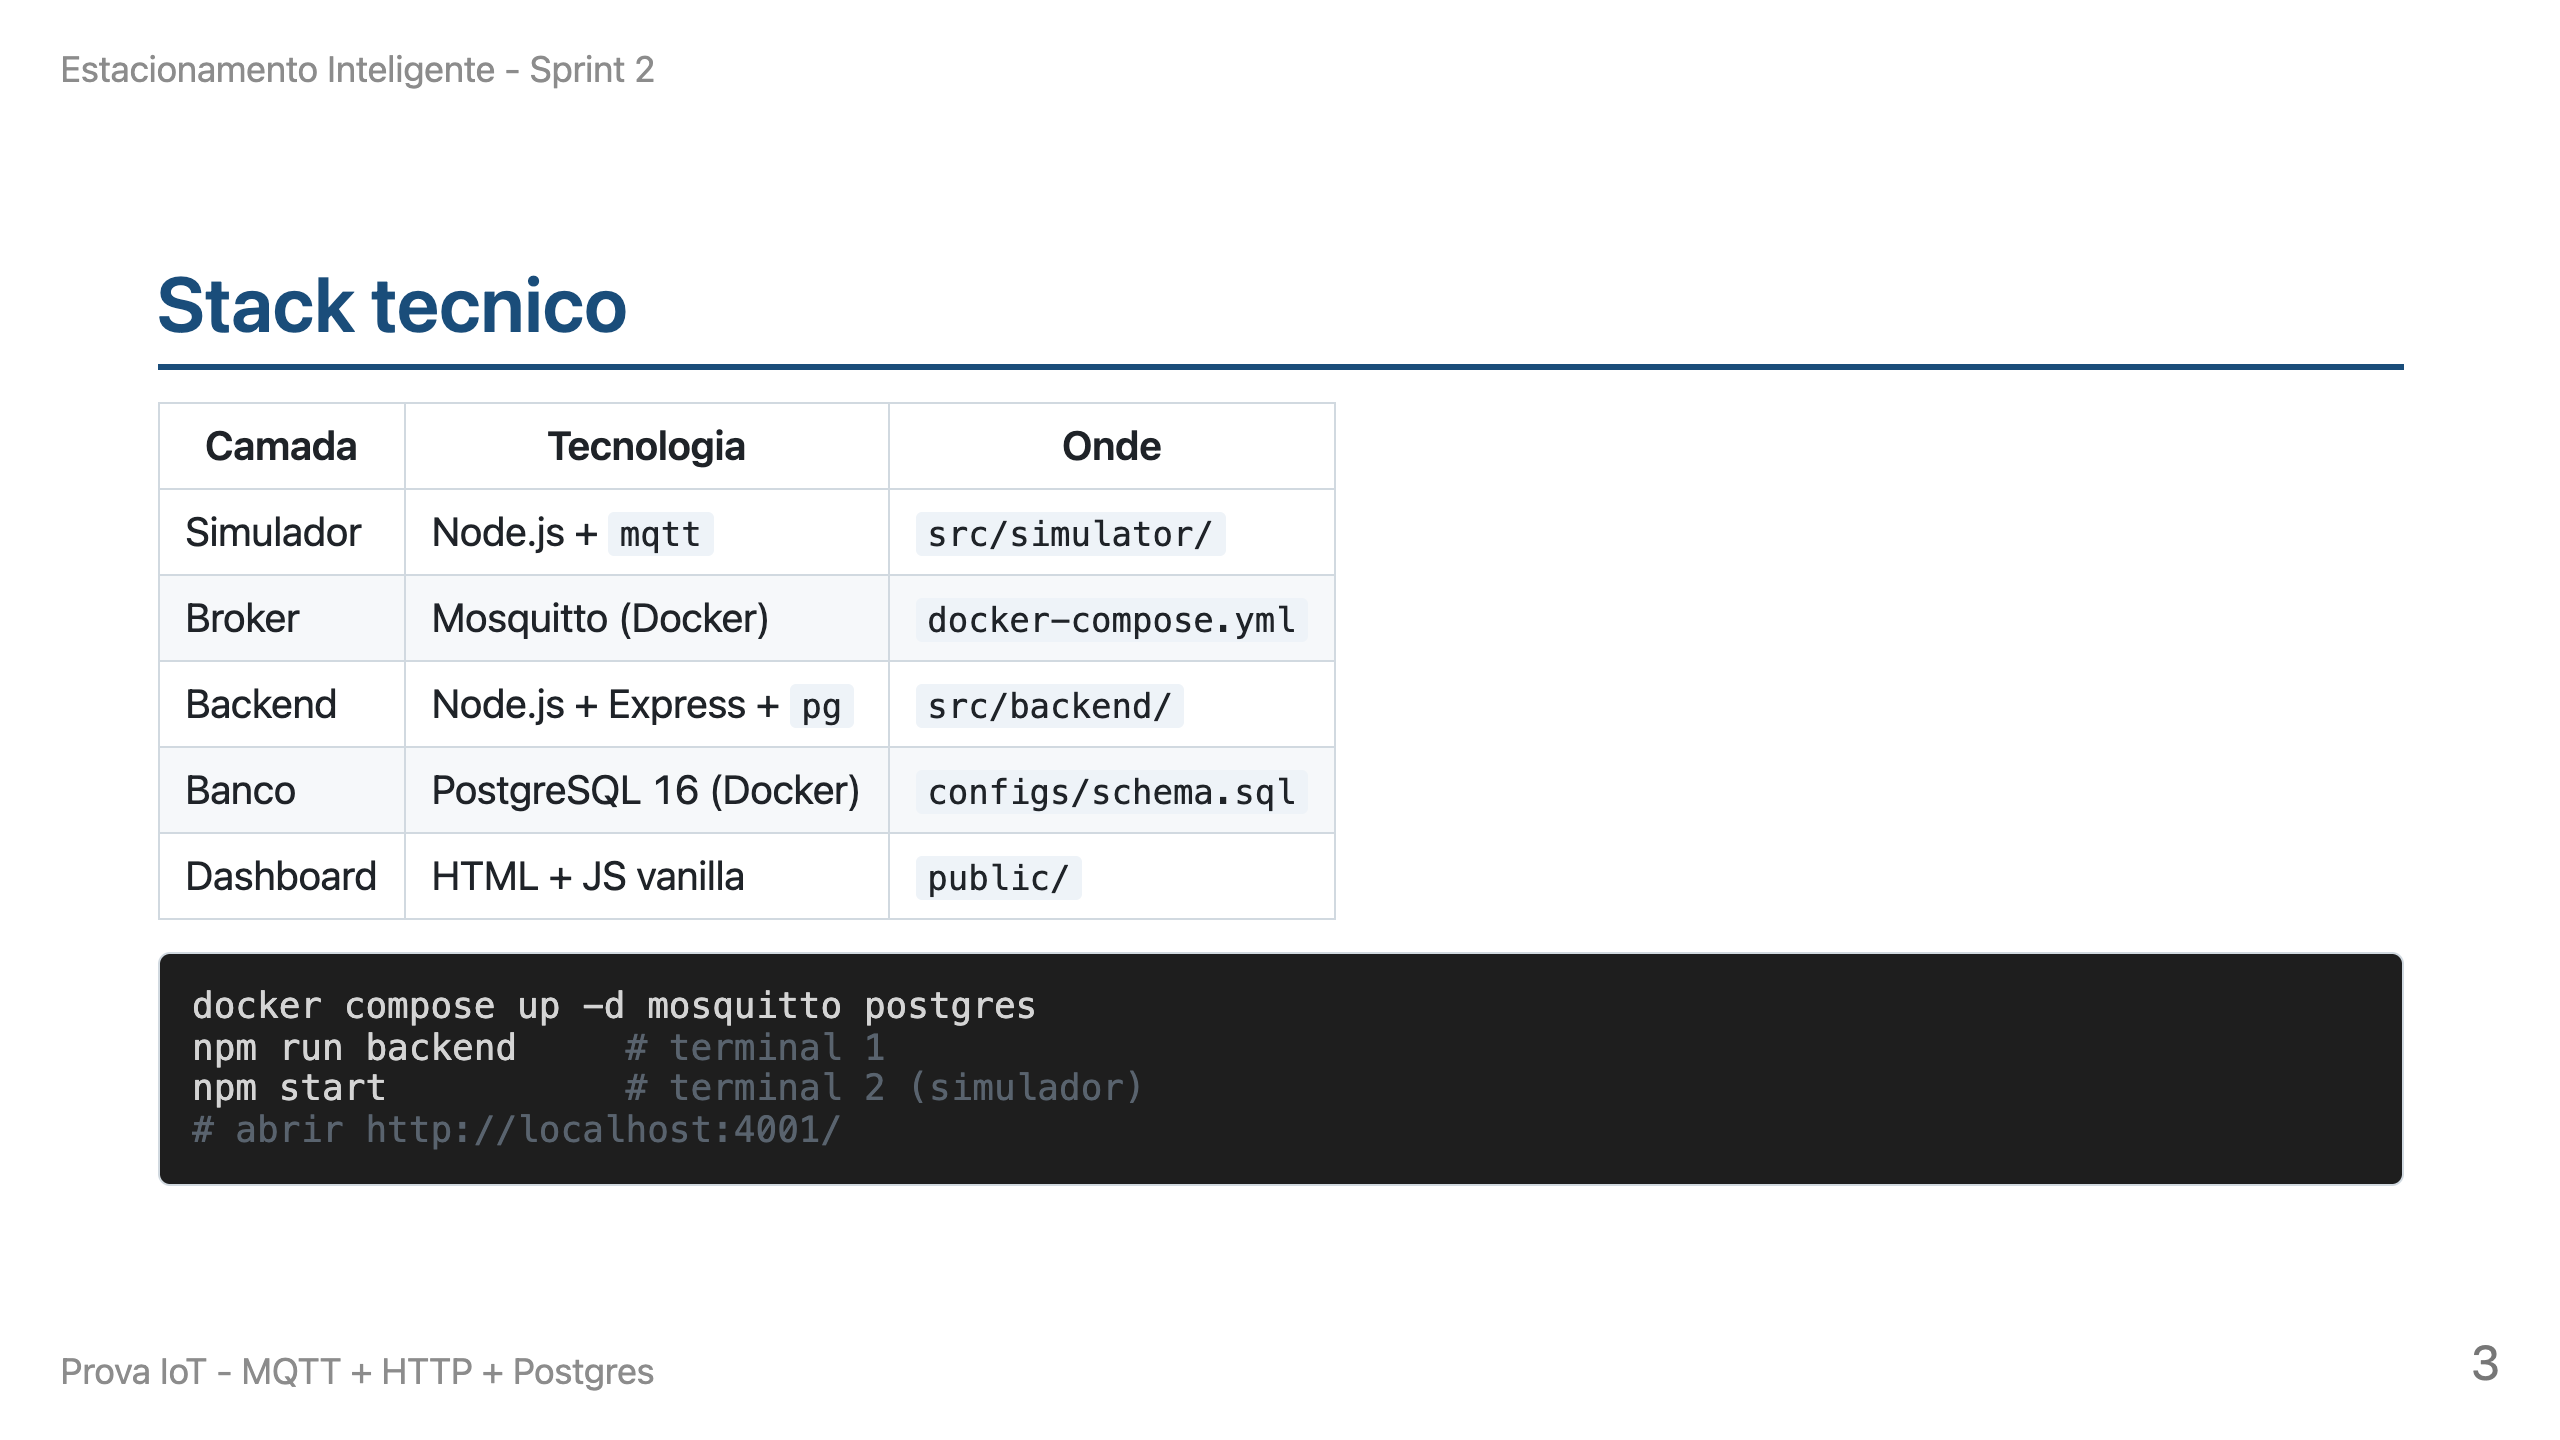 Estacionamento Inteligente - Sprint 2
Stack tecnico
Camada Tecnologia Onde
Simulador Node.js + mqtt src/simulator/
Broker Mosquitto (Docker) docker-compose.yml
Backend Node.js + Express + pg src/backend/
Banco PostgreSQL 16 (Docker) configs/schema.sql
Dashboard HTML + JS vanilla public/
docker compose up -d mosquitto postgres
npm run backend     # terminal 1
npm start           # terminal 2 (simulador)
# abrir http://localhost:4001/
Prova IoT - MQTT + HTTP + Postgres
3